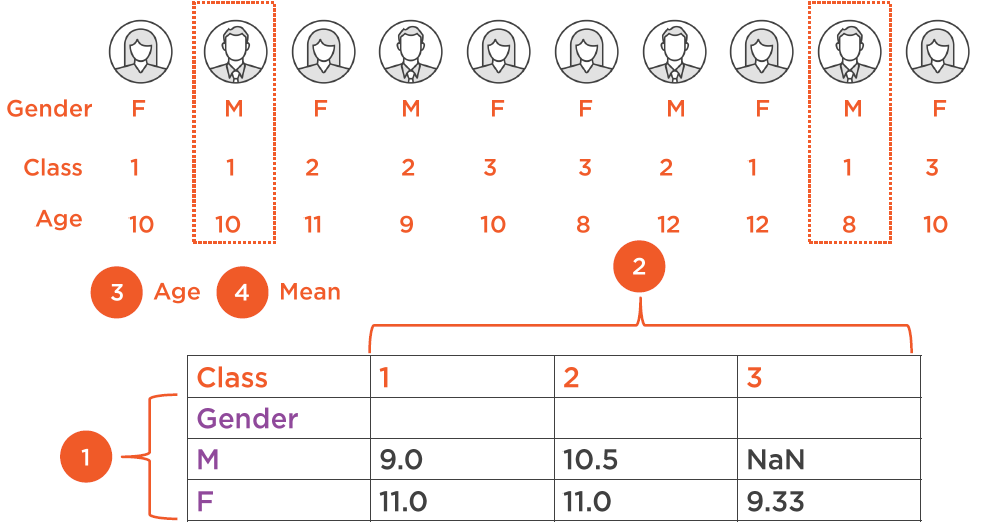 Gender F M F M F F M F M F
Class 1 1 2 2 3 3 2 1 1 3
Age 10 10 11 9 10 8 12 12 8 10
2
3 Age 4 Mean
Class 1 2 3
Gender
1
M 9.0 10.5 NaN
F 11.0 11.0 9.33